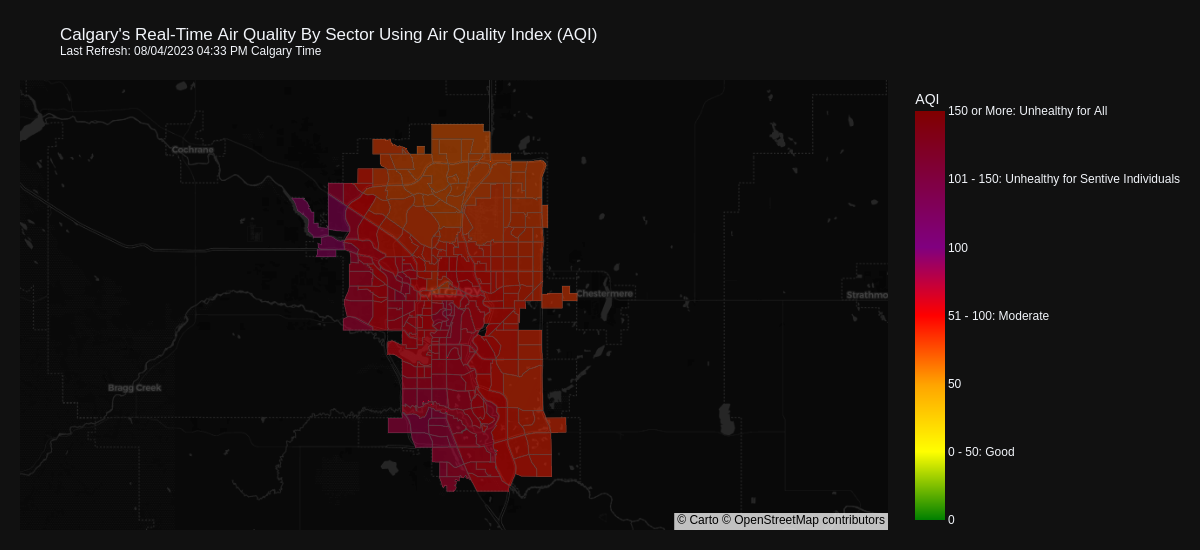 Calgary's Real-Time Air Quality By Sector Using Air Quality Index (AQI)
Last Refresh: 08/04/2023 04:33 PM Calgary Time
AQI
150 or More: Unhealthy for All
Cochrane
101 - 150: Unhealthy for Sentive Individuals
100
CALGARY
Chestermere
Strathmo
51 - 100: Moderate
Bragg Creek
50
0 - 50: Good
© Carto © OpenStreetMap contributors
0